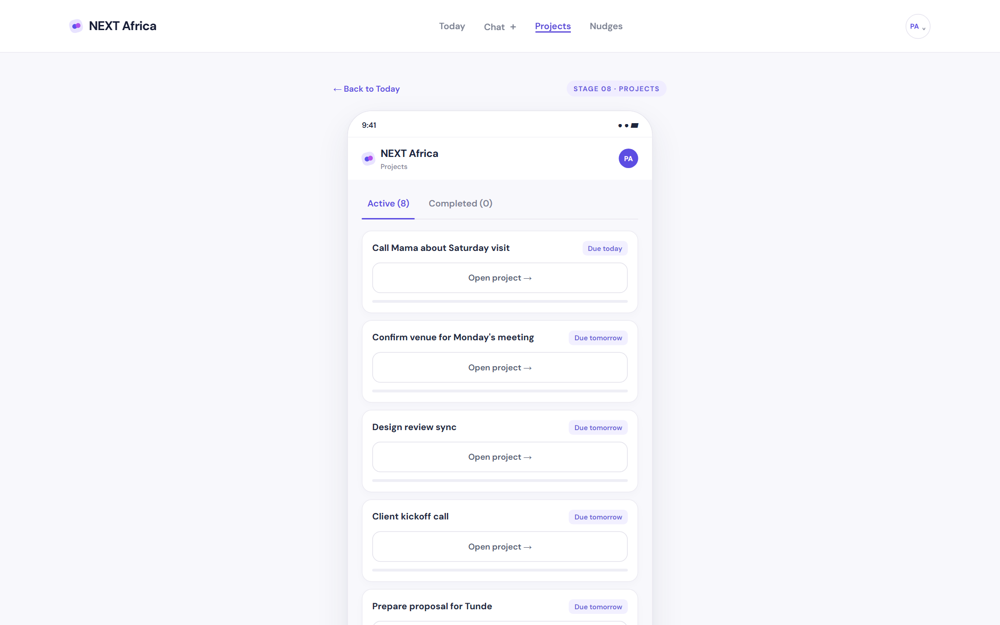 NEXT Africa
Today
Chat +
Projects
Nudges
PA
← Back to Today
STAGE 08 · PROJECTS
9:41
NEXT Africa
Projects
PA
Active (8)
Completed (0)
Call Mama about Saturday visit
Due today
Open project →
Confirm venue for Monday's meeting
Due tomorrow
Open project →
Design review sync
Due tomorrow
Open project →
Client kickoff call
Due tomorrow
Open project →
Prepare proposal for Tunde
Due tomorrow